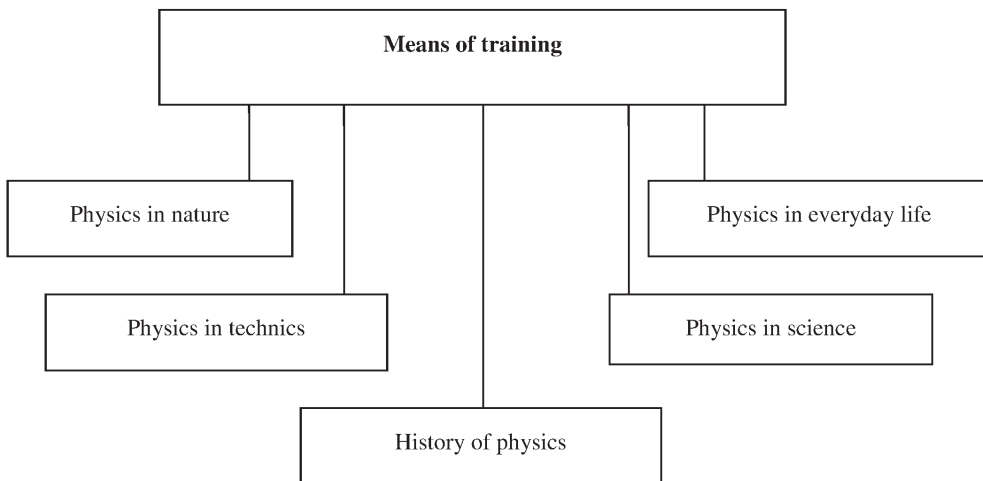 Means of training
Physics in nature
Physics in everyday life
Physics in technics
Physics in science
History of physics